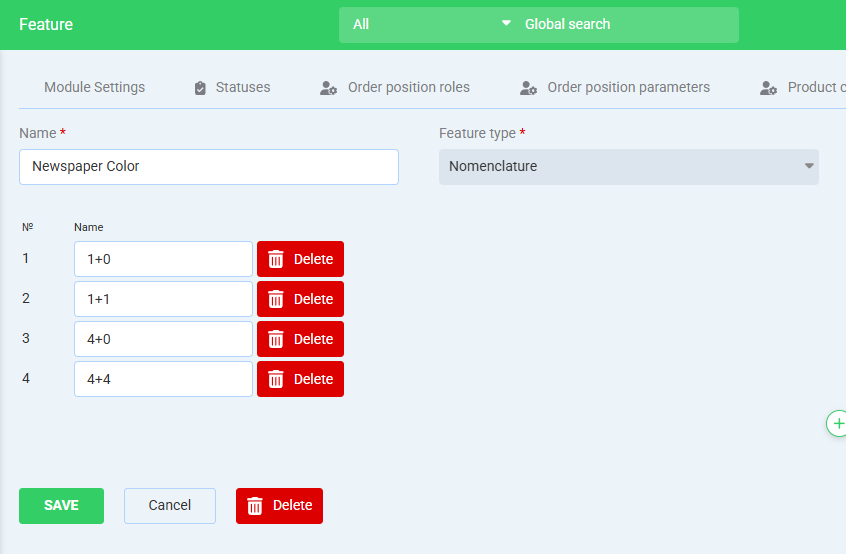 Feature All Global search
Module Settings Statuses Order position roles Order position parameters Product c
Name * Feature type *
Newspaper Color Nomenclature
№ Name
1 1+0 Delete
2 1+1 Delete
3 4+0 Delete
4 4+4 Delete
+
SAVE Cancel Delete